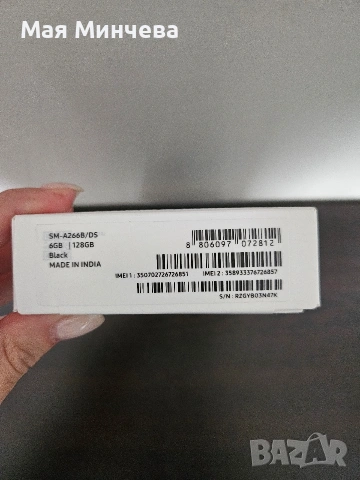 Мая Минчева
SM-A266B/DS
6GB | 128GB
Black
MADE IN INDIA
8 806097 072812
IMEI 1 : 350702726726851 IMEI 2 : 358933376726857
S/N : RZGYB03N47K
BAZAR